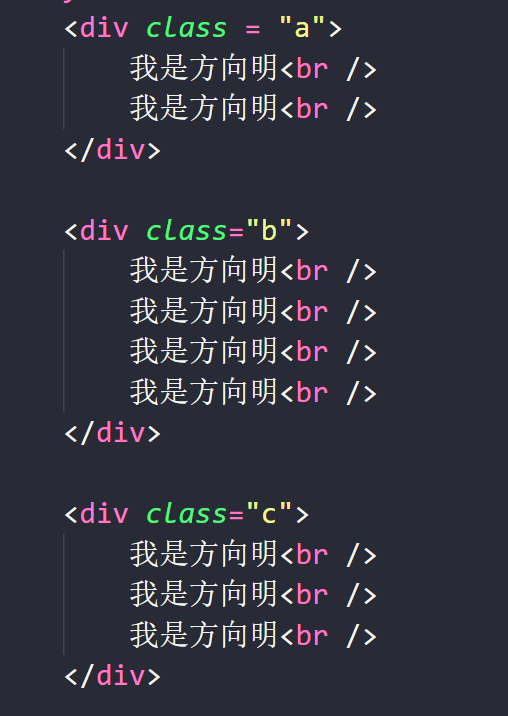 <div class = "a">
我是方向明<br />
我是方向明<br />
</div>
<div class="b">
我是方向明<br />
我是方向明<br />
我是方向明<br />
我是方向明<br />
</div>
<div class="c">
我是方向明<br />
我是方向明<br />
我是方向明<br />
</div>